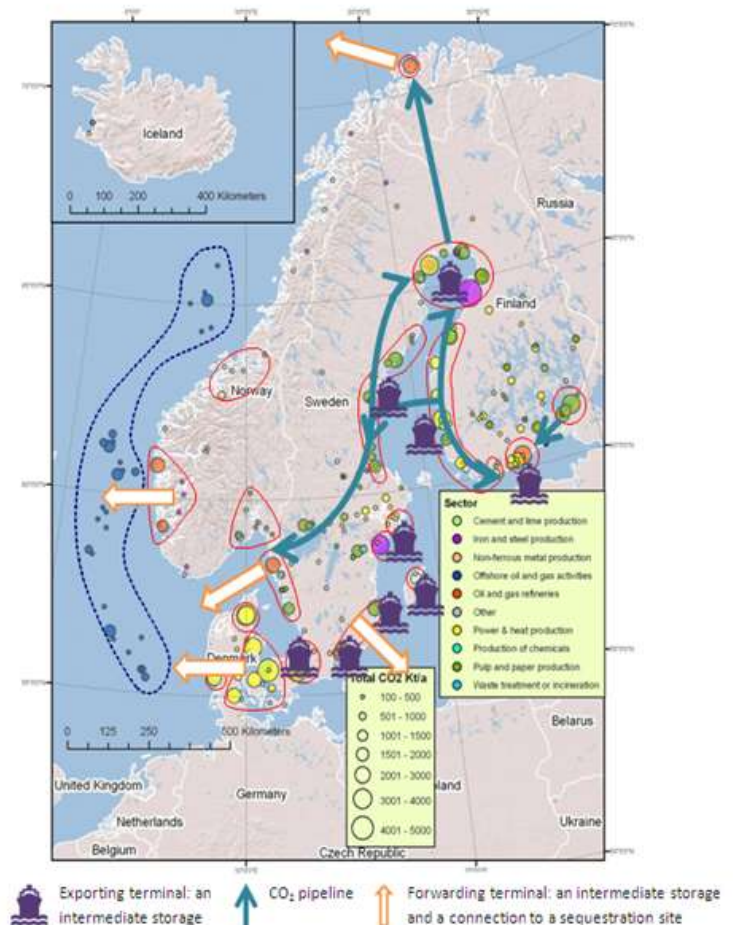 Iceland
0 100 200 400 Kilometers
Russia
Finland
Norway
Sweden
Sector
Cement and lime production
Iron and steel production
Non-ferrous metal production
Offshore oil and gas activities
Oil and gas refineries
Other
Power & heat production
Production of chemicals
Pulp and paper production
Waste treatment or incineration
Denmark
Total CO2 Kt/a
100 - 500
501 - 1000
1001 - 1500
1501 - 2000
2001 - 3000
3001 - 4000
4001 - 5000
0 125 250 500 Kilometers
Belarus
United Kingdom
Germany
land
Netherlands
Ukraine
Belgium
Czech Republic
Exporting terminal: an
intermediate storage
CO₂ pipeline
Forwarding terminal: an intermediate storage
and a connection to a sequestration site